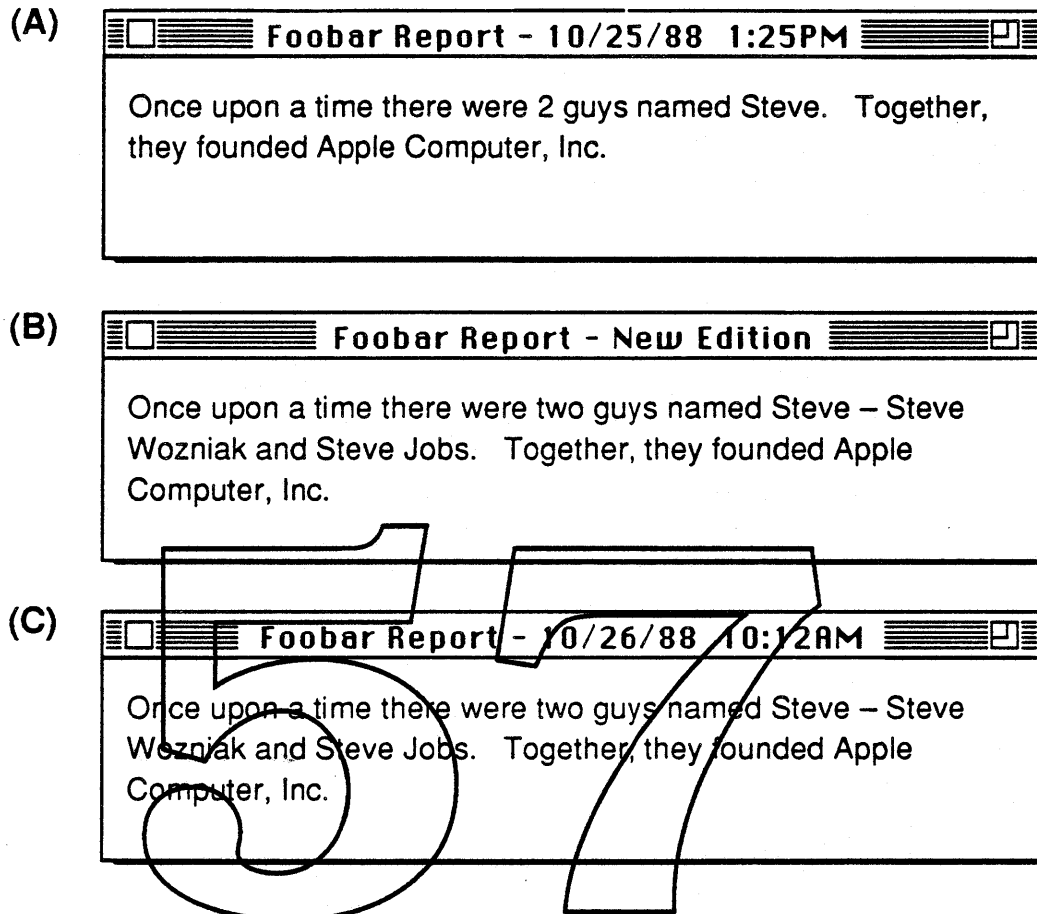 (A)
Foobar Report - 10/25/88 1:25PM
Once upon a time there were 2 guys named Steve. Together,
they founded Apple Computer, Inc.
(B)
Foobar Report - New Edition
Once upon a time there were two guys named Steve – Steve
Wozniak and Steve Jobs. Together, they founded Apple
Computer, Inc.
(C)
Foobar Report - 10/26/88 10:12AM
Once upon a time there were two guys named Steve – Steve
Wozniak and Steve Jobs. Together, they founded Apple
Computer, Inc.
57